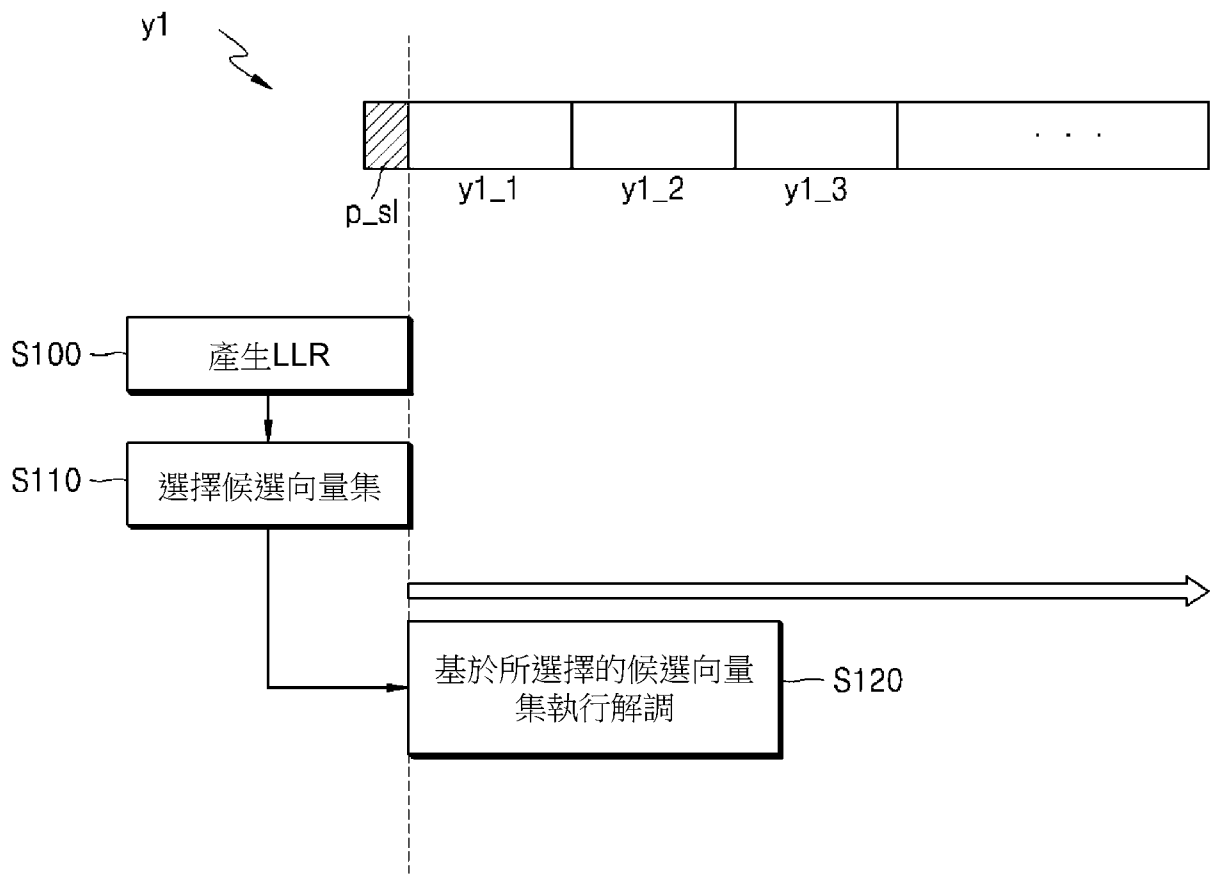 y1
p_sl
y1_1
y1_2
y1_3
. . .
S100
產生LLR
S110
選擇候選向量集
基於所選擇的候選向量
集執行解調
S120